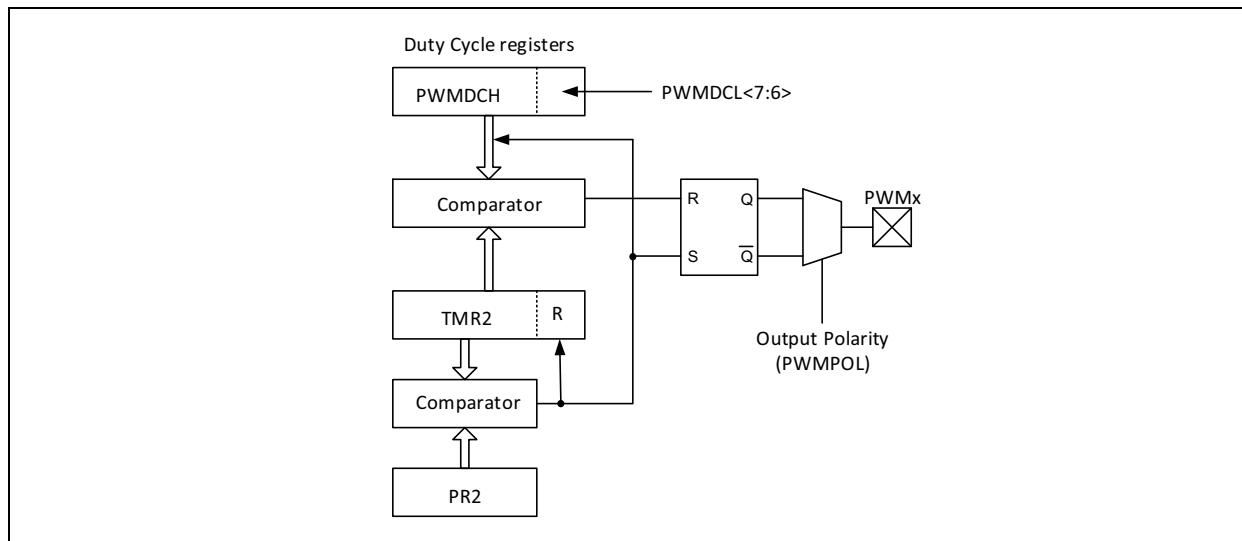 Duty Cycle registers
PWMDCH
PWMDCL<7:6>
Comparator
R
Q
PWMx
S
Q̅
TMR2
R
Output Polarity
(PWMPOL)
Comparator
PR2